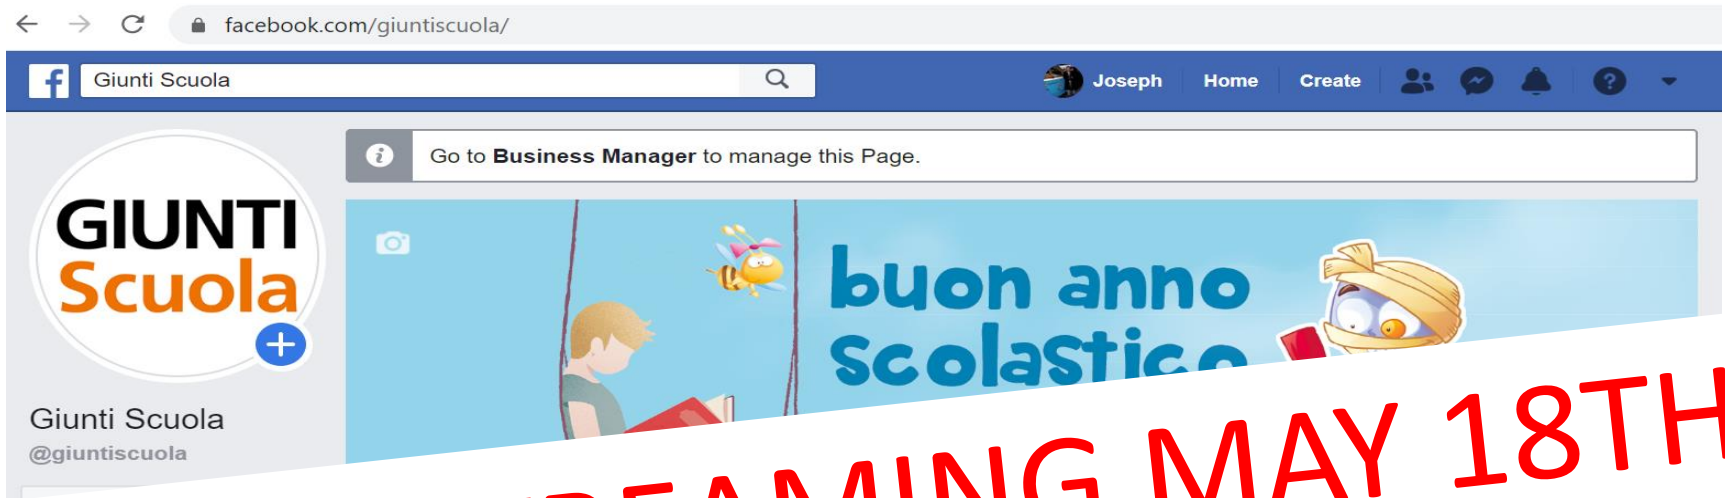 facebook.com/giuntiscuola/
Giunti Scuola
Joseph Home Create
Go to Business Manager to manage this Page.
GIUNTI
Scuola
buon anno
scolastico
Giunti Scuola
@giuntiscuola
MAY 18TH